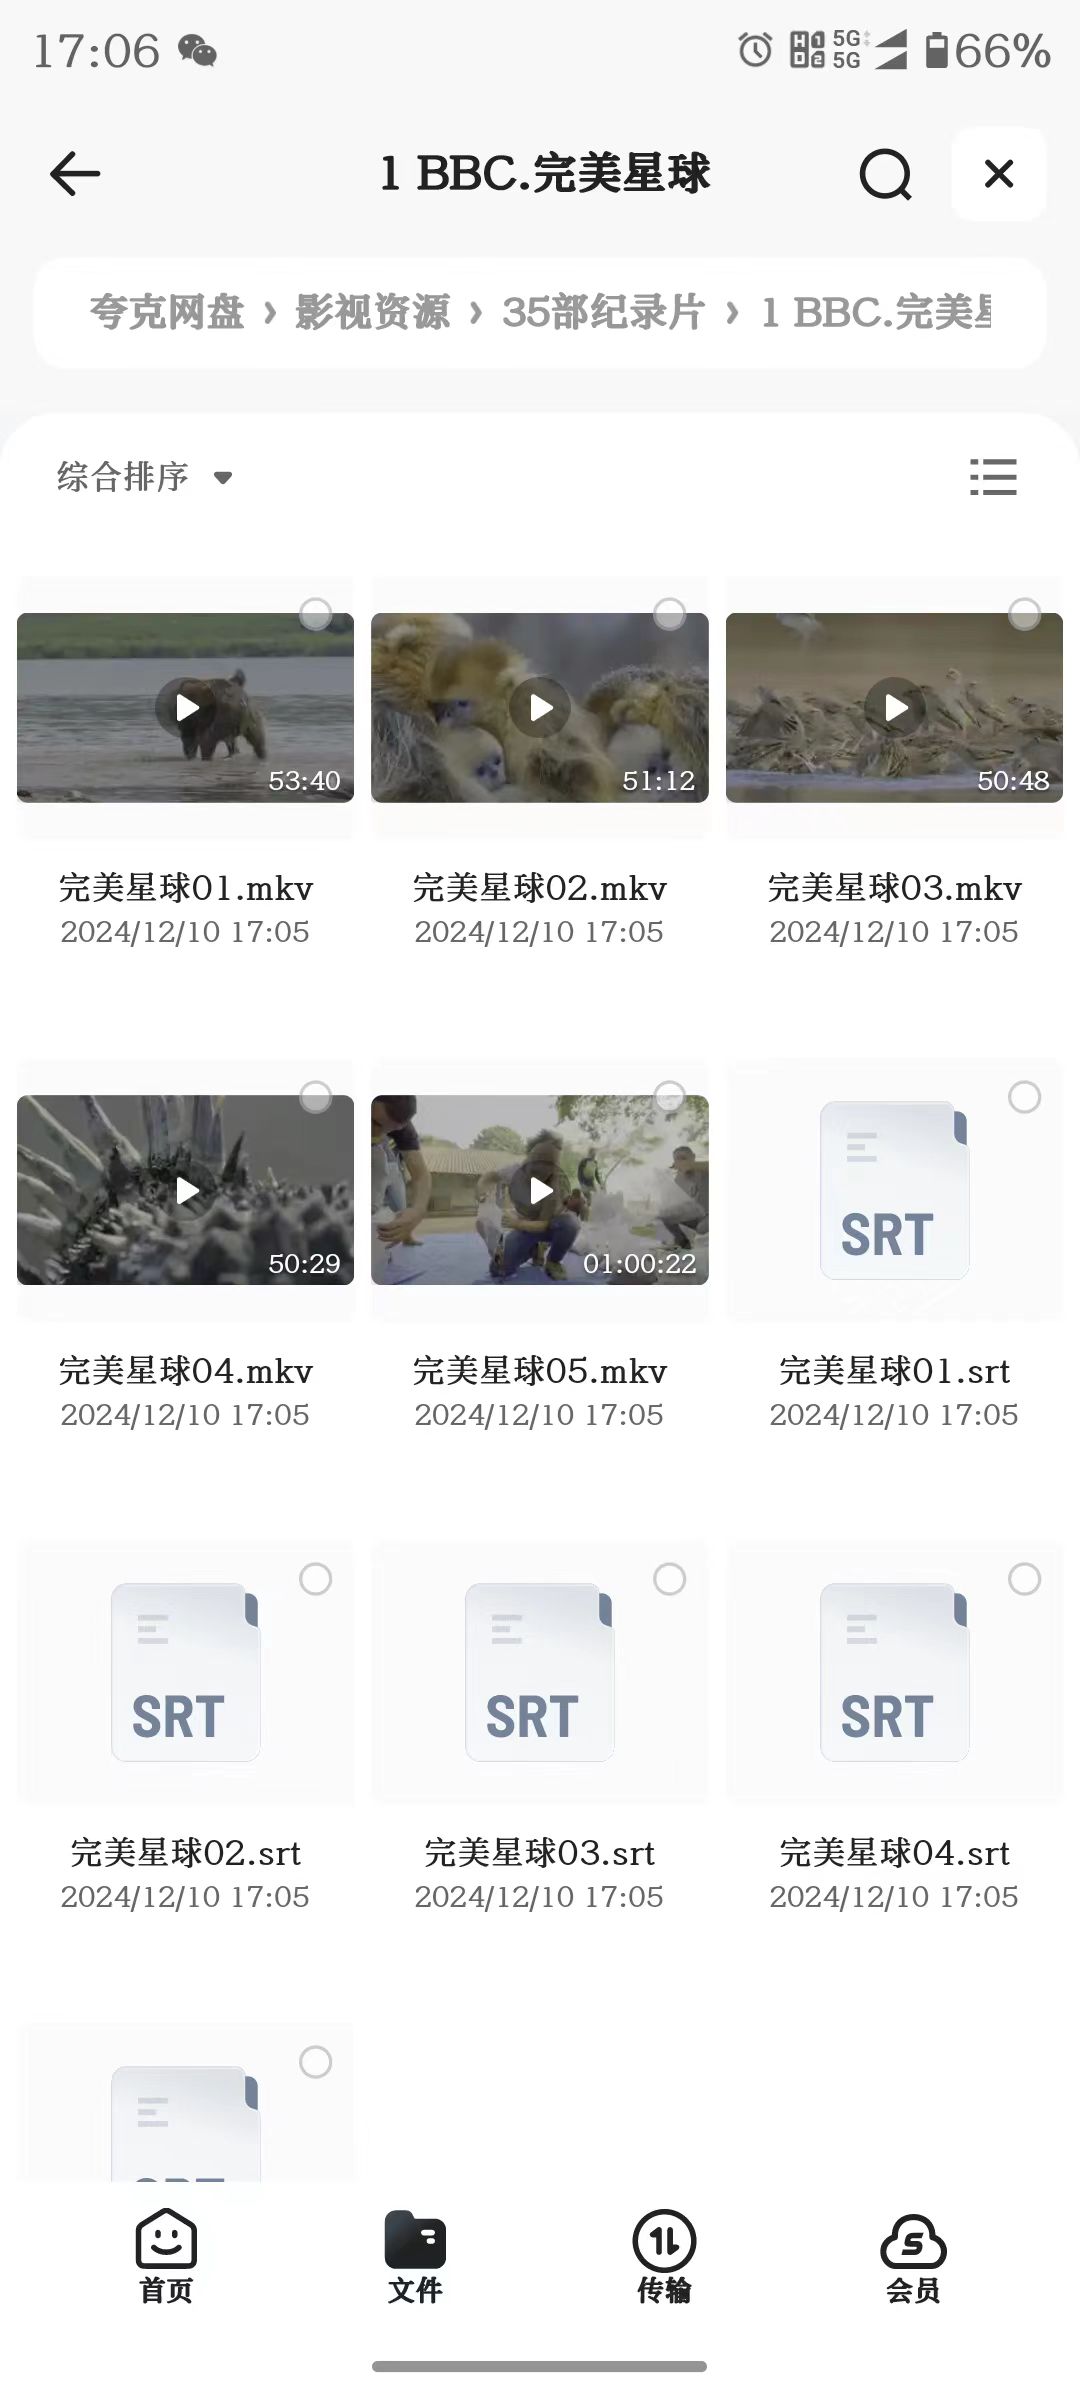 17:06
5G
5G
66%
1 BBC.完美星球
夸克网盘 › 影视资源 › 35部纪录片 › 1 BBC.完美
综合排序
53:40
51:12
50:48
完美星球01.mkv
完美星球02.mkv
完美星球03.mkv
2024/12/10 17:05
2024/12/10 17:05
2024/12/10 17:05
50:29
01:00:22
SRT
完美星球04.mkv
完美星球05.mkv
完美星球01.srt
2024/12/10 17:05
2024/12/10 17:05
2024/12/10 17:05
SRT
SRT
SRT
完美星球02.srt
完美星球03.srt
完美星球04.srt
2024/12/10 17:05
2024/12/10 17:05
2024/12/10 17:05
首页
文件
传输
会员